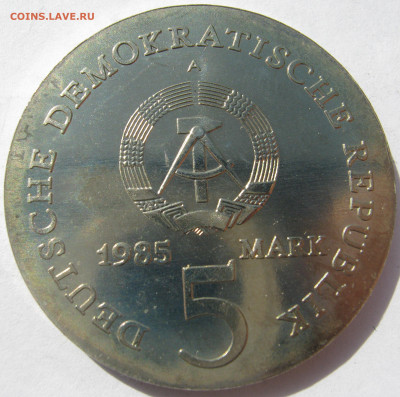 COINS.LAVE.RU
DEUTSCHE DEMOKRATISCHE REPUBLIK
A
1985 MARK
5